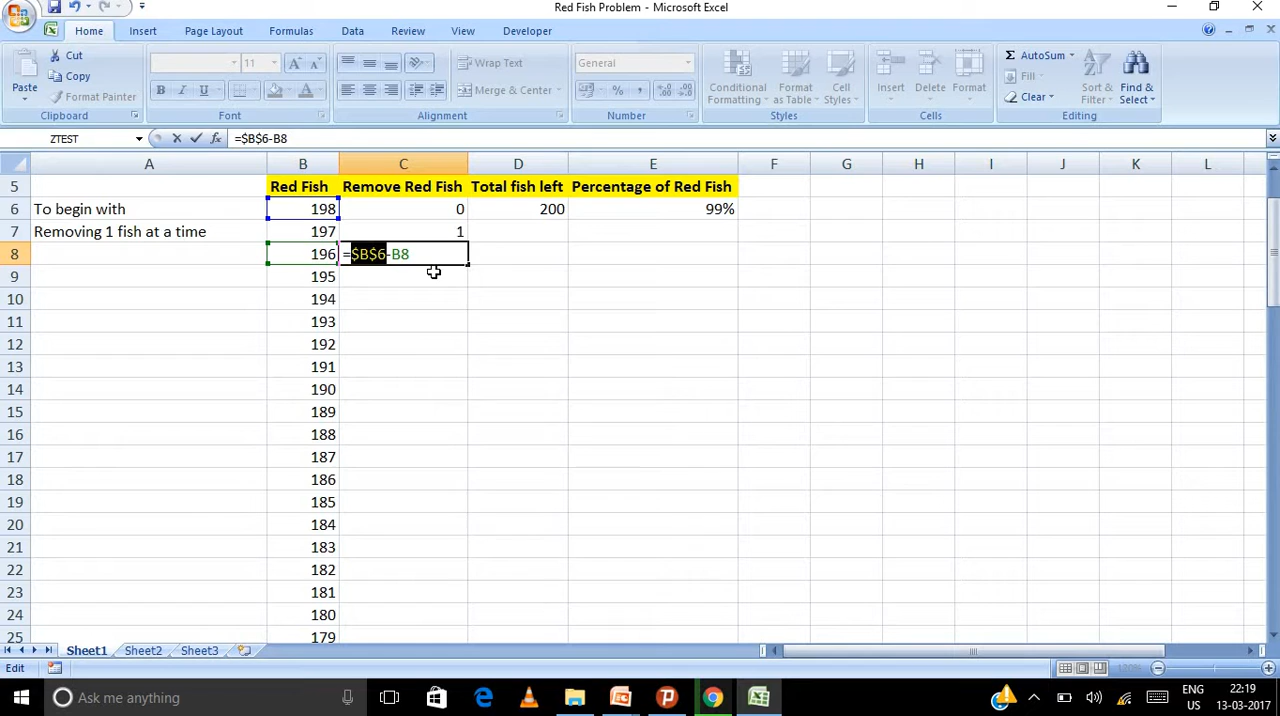 Red Fish Problem - Microsoft Excel
Home Insert Page Layout Formulas Data Review View Developer
Paste
Cut
Copy
Format Painter
Clipboard
11
B I U
Font
Wrap Text
Merge & Center
Alignment
General
Number
Conditional Formatting
Format as Table
Cell Styles
Styles
Insert Delete Format
Cells
Σ AutoSum
Fill
Clear
Sort & Filter
Find & Select
Editing
ZTEST fx =$B$6-B8
A B C D E F G H I J K L
5 Red Fish Remove Red Fish Total fish left Percentage of Red Fish
6 To begin with 198 0 200 99%
7 Removing 1 fish at a time 197 1
8 196 =$B$6-B8
9 195
10 194
11 193
12 192
13 191
14 190
15 189
16 188
17 187
18 186
19 185
20 184
21 183
22 182
23 181
24 180
25 179
Sheet1 Sheet2 Sheet3
Edit
Ask me anything
ENG 22:19
US 13-03-2017